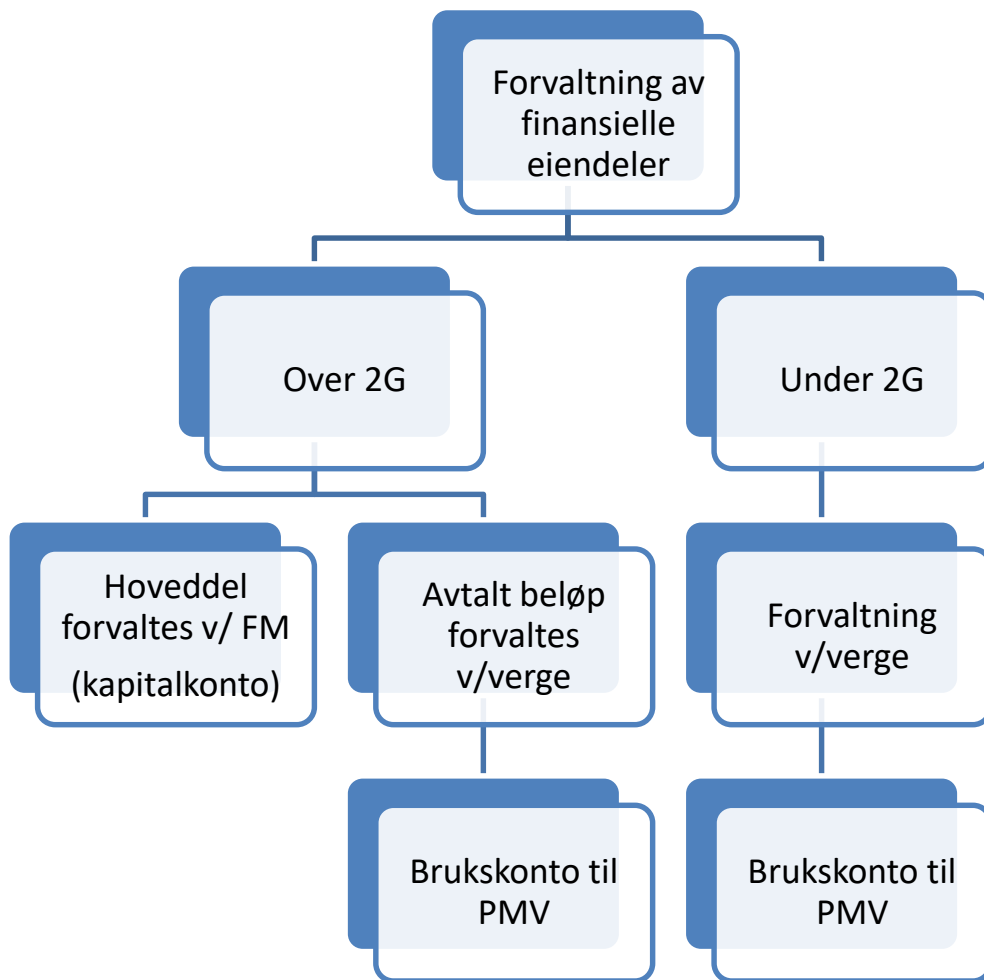 Forvaltning av
finansielle
eiendeler
Over 2G
Under 2G
Hoveddel
forvaltes v/ FM
(kapitalkonto)
Avtalt beløp
forvaltes
v/verge
Forvaltning
v/verge
Brukskonto til
PMV
Brukskonto til
PMV